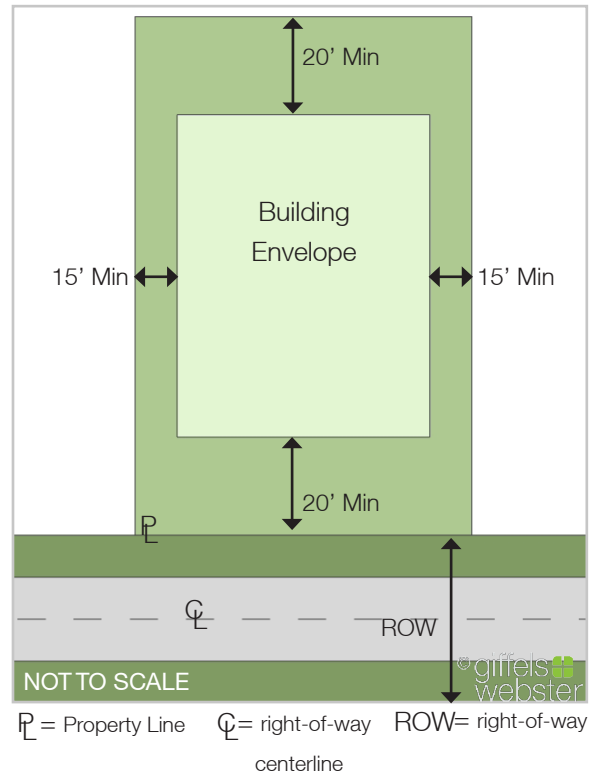 20’ Min
Building
Envelope
15’ Min
15’ Min
20’ Min
PL
CL
ROW
©giffels
webster
NOT TO SCALE
PL = Property Line CL = right-of-way ROW= right-of-way
centerline